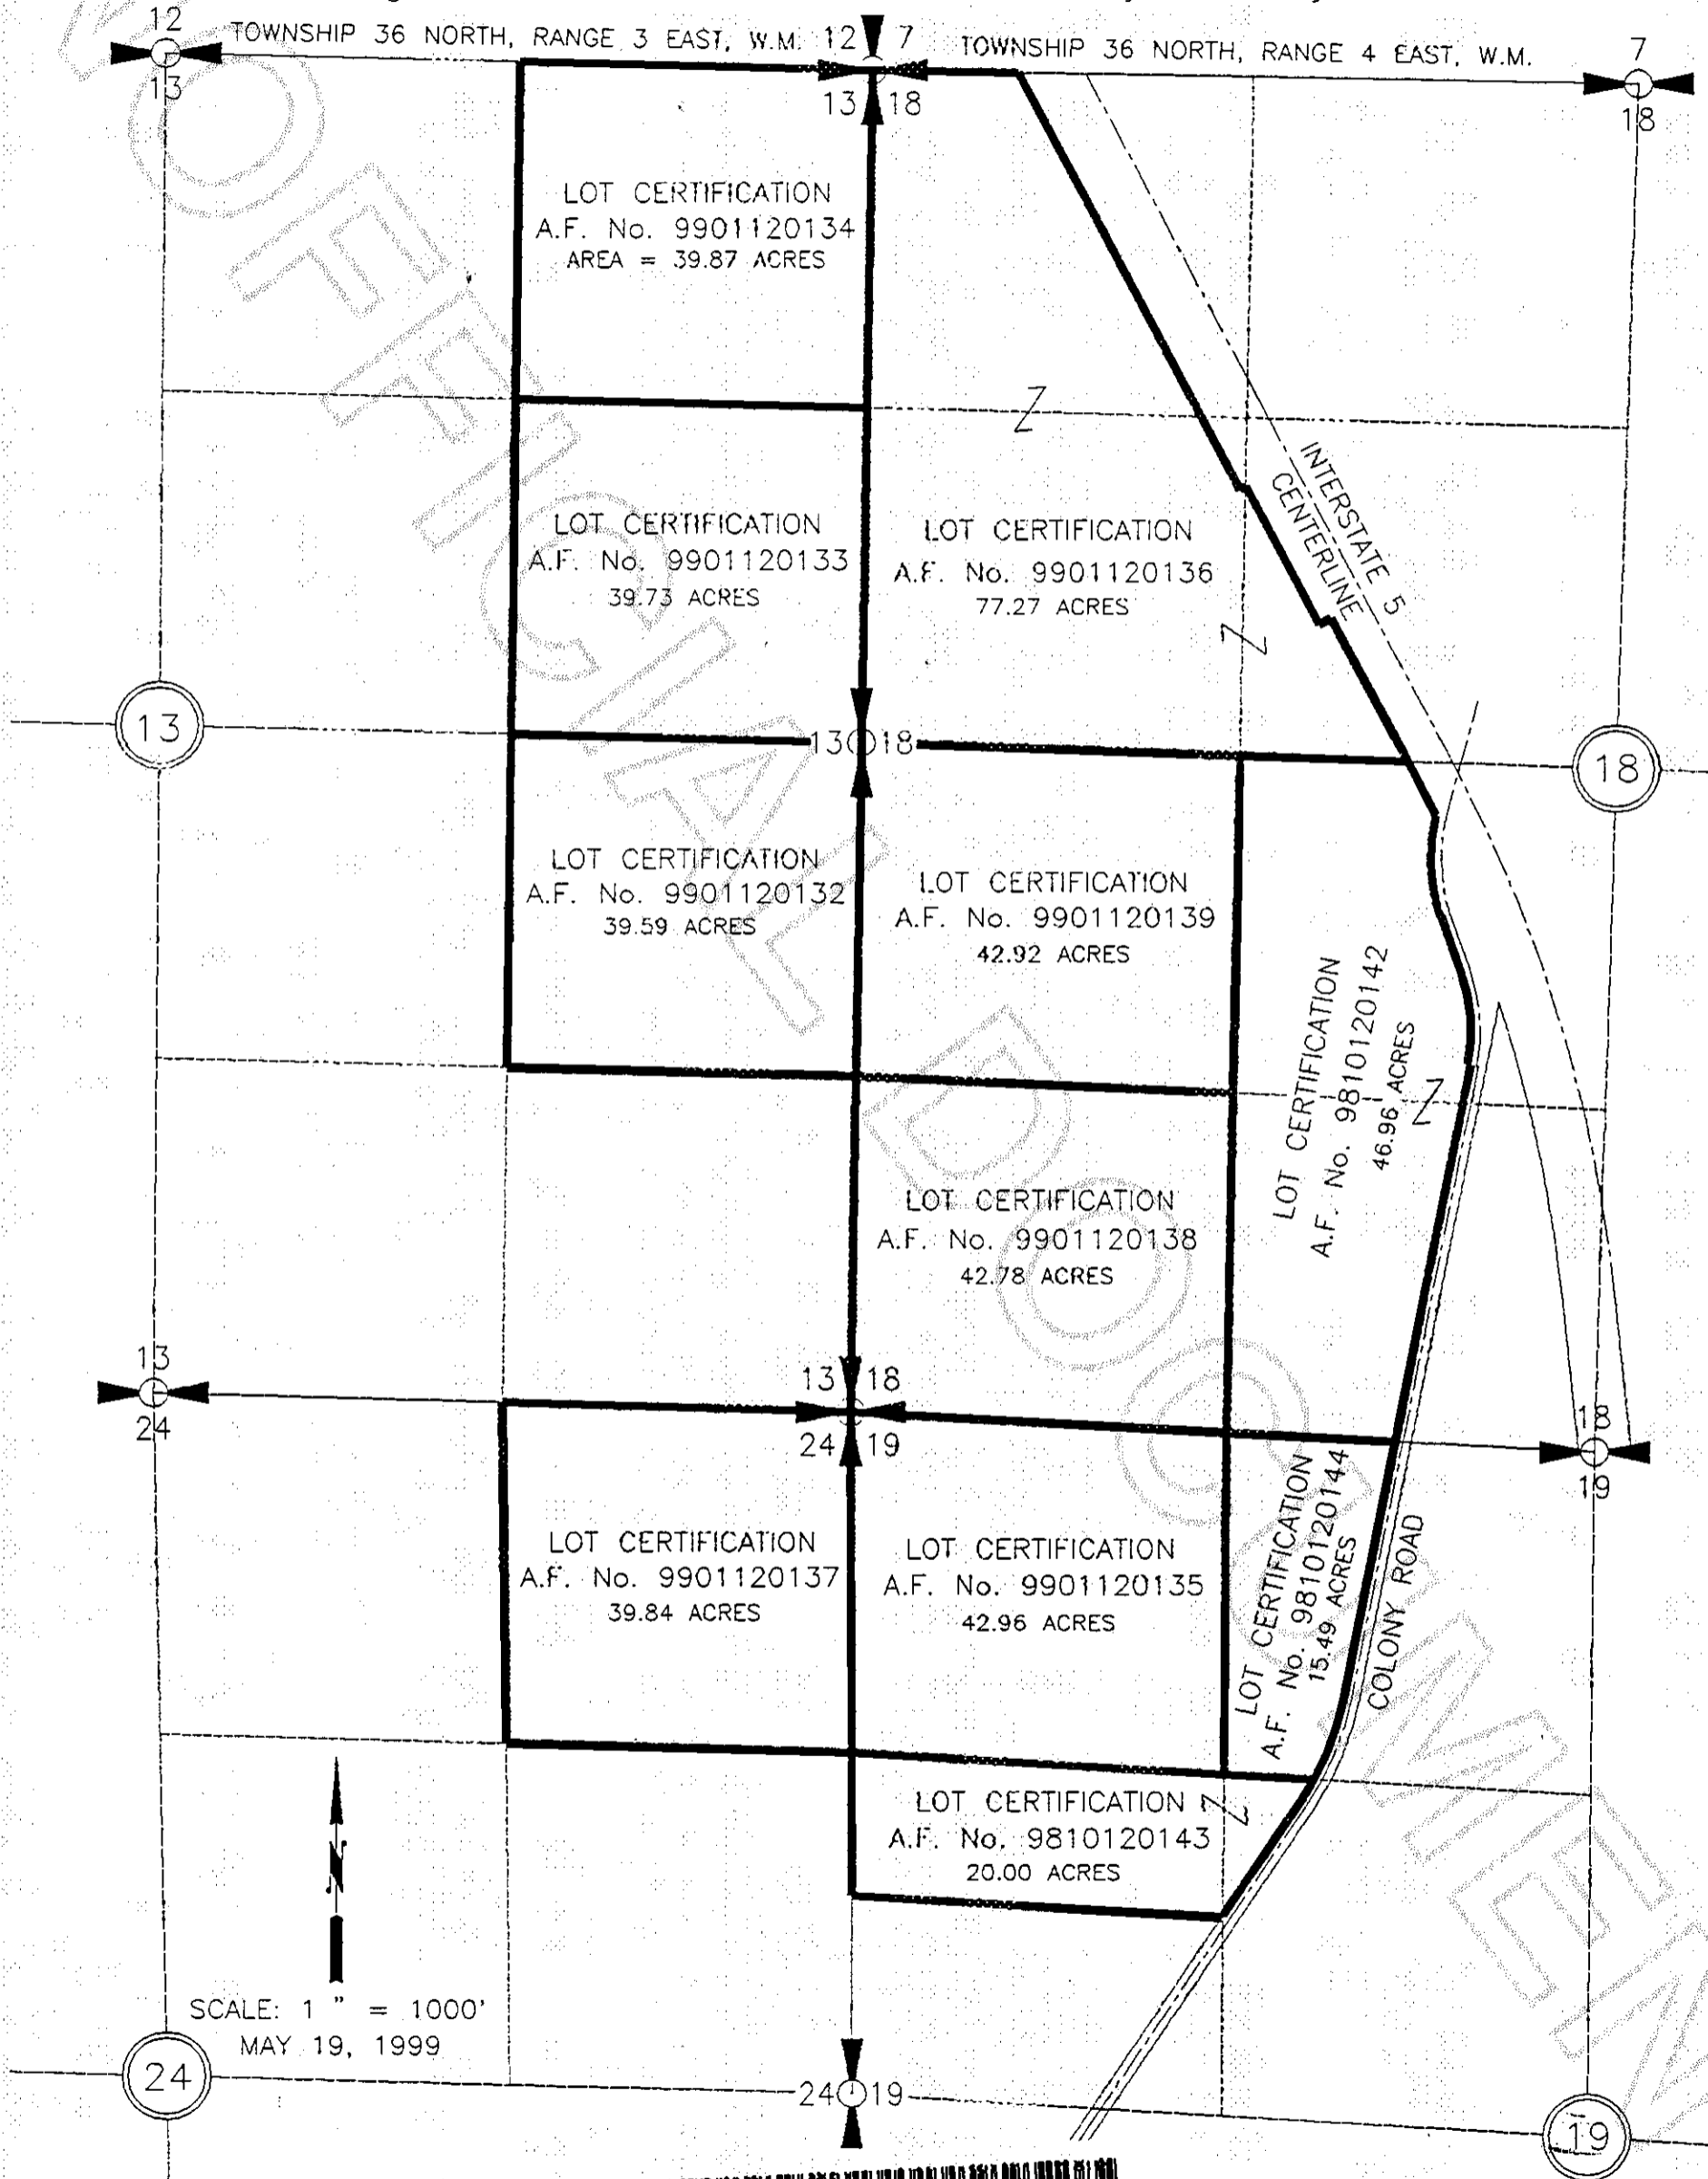 12
TOWNSHIP 36 NORTH, RANGE 3 EAST, W.M.
12 7
TOWNSHIP 36 NORTH, RANGE 4 EAST, W.M.
7
13
13 18
18
LOT CERTIFICATION
A.F. No. 9901120134
AREA = 39.87 ACRES
INTERSTATE 5
CENTERLINE
LOT CERTIFICATION
A.F. No. 9901120133
39.73 ACRES
LOT CERTIFICATION
A.F. No. 9901120136
77.27 ACRES
13
13 18
18
LOT CERTIFICATION
A.F. No. 9901120132
39.59 ACRES
LOT CERTIFICATION
A.F. No. 9901120139
42.92 ACRES
LOT CERTIFICATION
A.F. No. 9810120142
46.96 ACRES
LOT CERTIFICATION
A.F. No. 9901120138
42.78 ACRES
13
24
13 18
24 19
18
19
LOT CERTIFICATION
A.F. No. 9901120137
39.84 ACRES
LOT CERTIFICATION
A.F. No. 9901120135
42.96 ACRES
LOT CERTIFICATION
A.F. No. 9810120144
15.49 ACRES
COLONY ROAD
LOT CERTIFICATION
A.F. No. 9810120143
20.00 ACRES
N
SCALE: 1 " = 1000'
MAY 19, 1999
24
24 19
19
UNOFFICIAL DOCUMENT